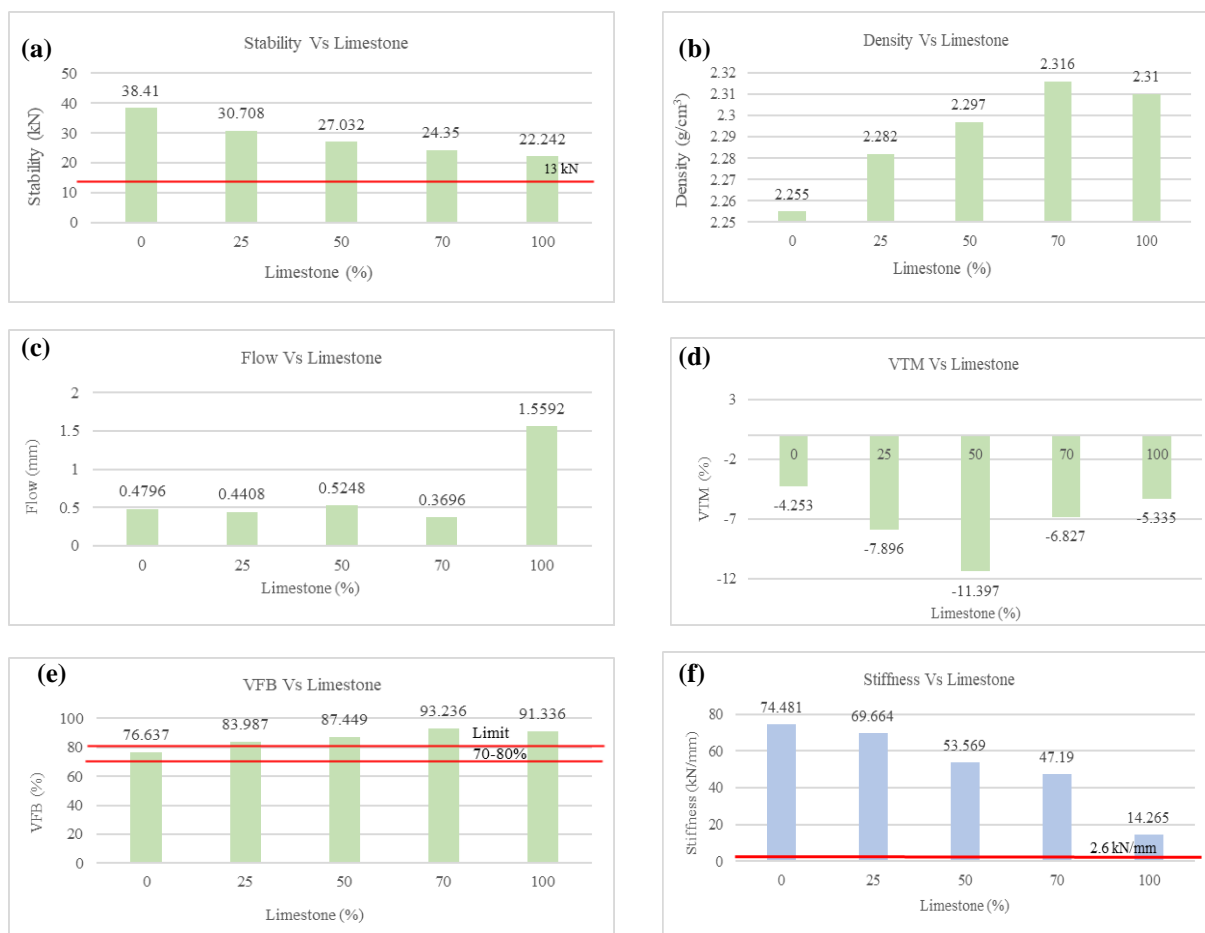 (a)
Stability Vs Limestone
Stability (kN)
50
40
30
20
10
0
38.41
30.708
27.032
24.35
22.242
13 kN
0 25 50 70 100
Limestone (%)
(b)
Density Vs Limestone
Density (g/cm³)
2.32
2.31
2.3
2.29
2.28
2.27
2.26
2.25
2.255
2.282
2.297
2.316
2.31
0 25 50 70 100
Limestone (%)
(c)
Flow Vs Limestone
Flow (mm)
2
1.5
1
0.5
0
0.4796
0.4408
0.5248
0.3696
1.5592
0 25 50 70 100
Limestone (%)
(d)
VTM Vs Limestone
VTM (%)
3
-2
-7
-12
0 25 50 70 100
-4.253
-7.896
-11.397
-6.827
-5.335
Limestone (%)
(e)
VFB Vs Limestone
VFB (%)
100
80
60
40
20
0
76.637
83.987
87.449
93.236
91.336
Limit
70-80%
0 25 50 70 100
Limestone (%)
(f)
Stiffness Vs Limestone
Stiffness (kN/mm)
80
60
40
20
0
74.481
69.664
53.569
47.19
14.265
2.6 kN/mm
0 25 50 70 100
Limestone (%)